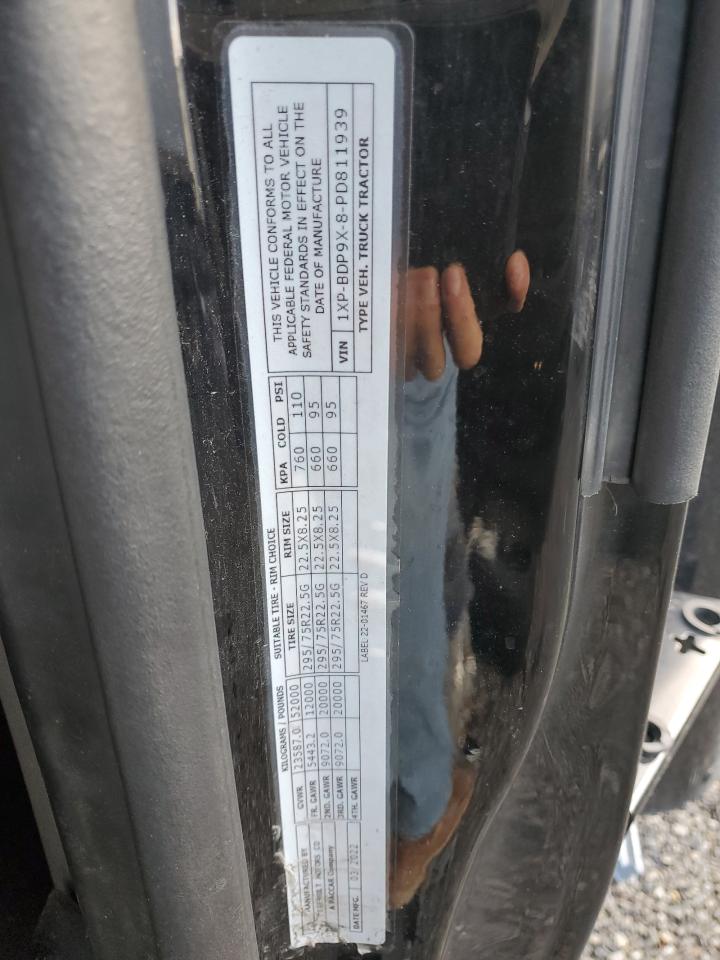 MANUFACTURED BY
MOTORS CO
A PACCAR Company
DATE MFG. 03/2022
KILOGRAMS / POUNDS
GVWR 23587.0 52000
FR. GAWR 5443.2 12000
2ND. GAWR 9072.0 20000
3RD. GAWR 9072.0 20000
4TH. GAWR
SUITABLE TIRE - RIM CHOICE
TIRE SIZE RIM SIZE KPA COLD PSI
295/75R22.5G 22.5X8.25 760 110
295/75R22.5G 22.5X8.25 660 95
295/75R22.5G 22.5X8.25 660 95
LABEL 22-01467 REV D
THIS VEHICLE CONFORMS TO ALL
APPLICABLE FEDERAL MOTOR VEHICLE
SAFETY STANDARDS IN EFFECT ON THE
DATE OF MANUFACTURE
VIN 1XP-BDP9X-8-PD811939
TYPE VEH. TRUCK TRACTOR